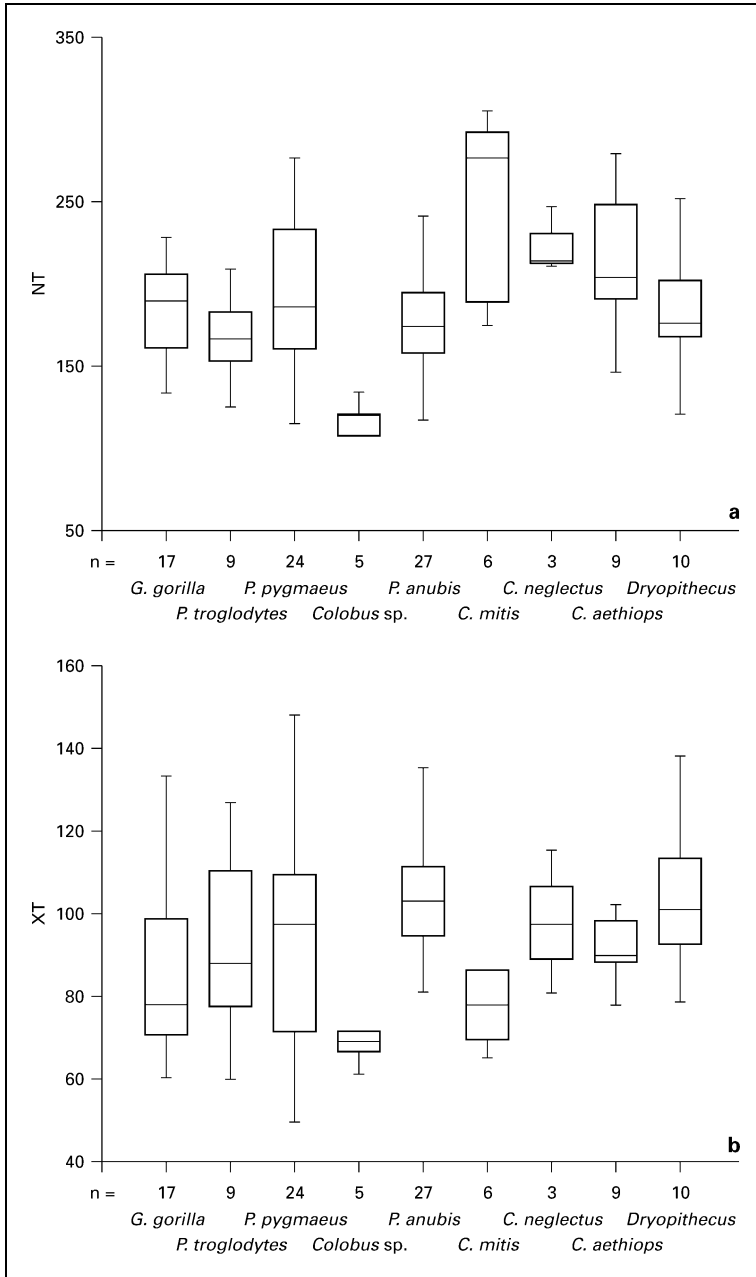 350
250
NT
150
a
50
n = 17 9 24 5 27 6 3 9 10
G. gorilla P. pygmaeus P. anubis C. neglectus Dryopithecus
P. troglodytes Colobus sp. C. mitis C. aethiops
160
140
120
XT
100
80
60
b
40
n = 17 9 24 5 27 6 3 9 10
G. gorilla P. pygmaeus P. anubis C. neglectus Dryopithecus
P. troglodytes Colobus sp. C. mitis C. aethiops